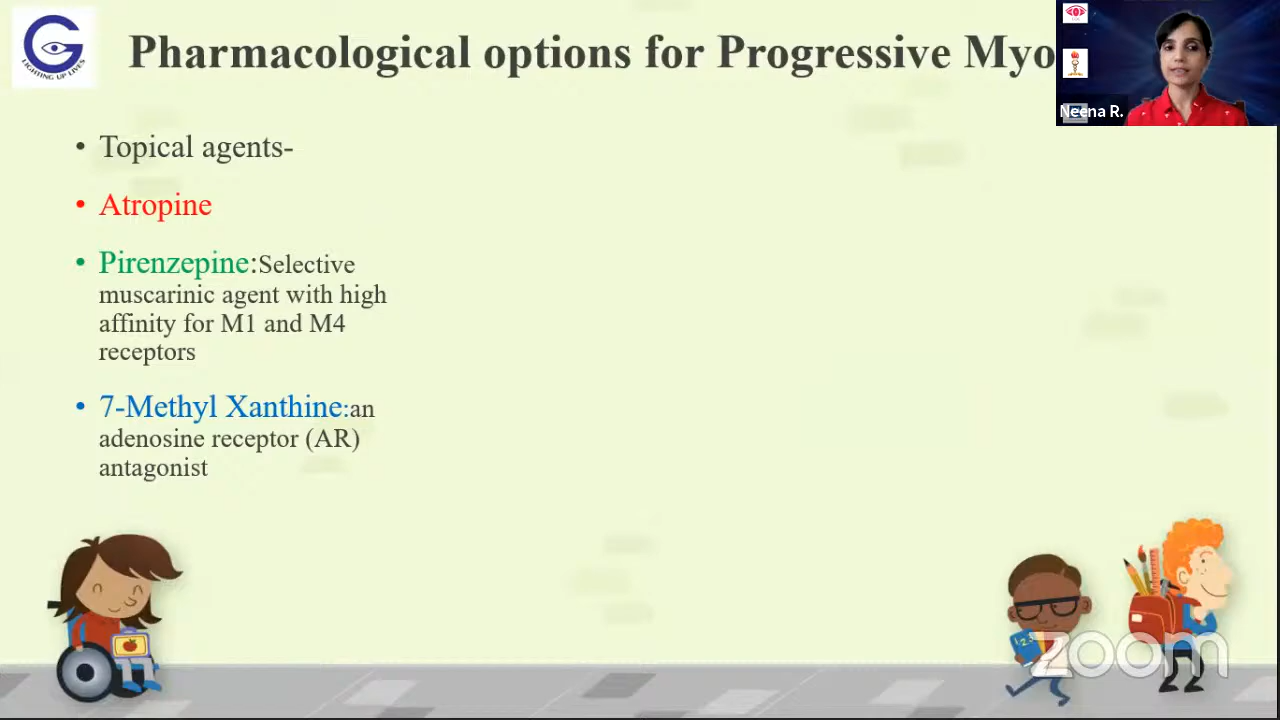 LIGHTING UP LIVES
Pharmacological options for Progressive Myo
Neena R.
• Topical agents-
• Atropine
• Pirenzepine:Selective
muscarinic agent with high
affinity for M1 and M4
receptors
• 7-Methyl Xanthine:an
adenosine receptor (AR)
antagonist
zoom